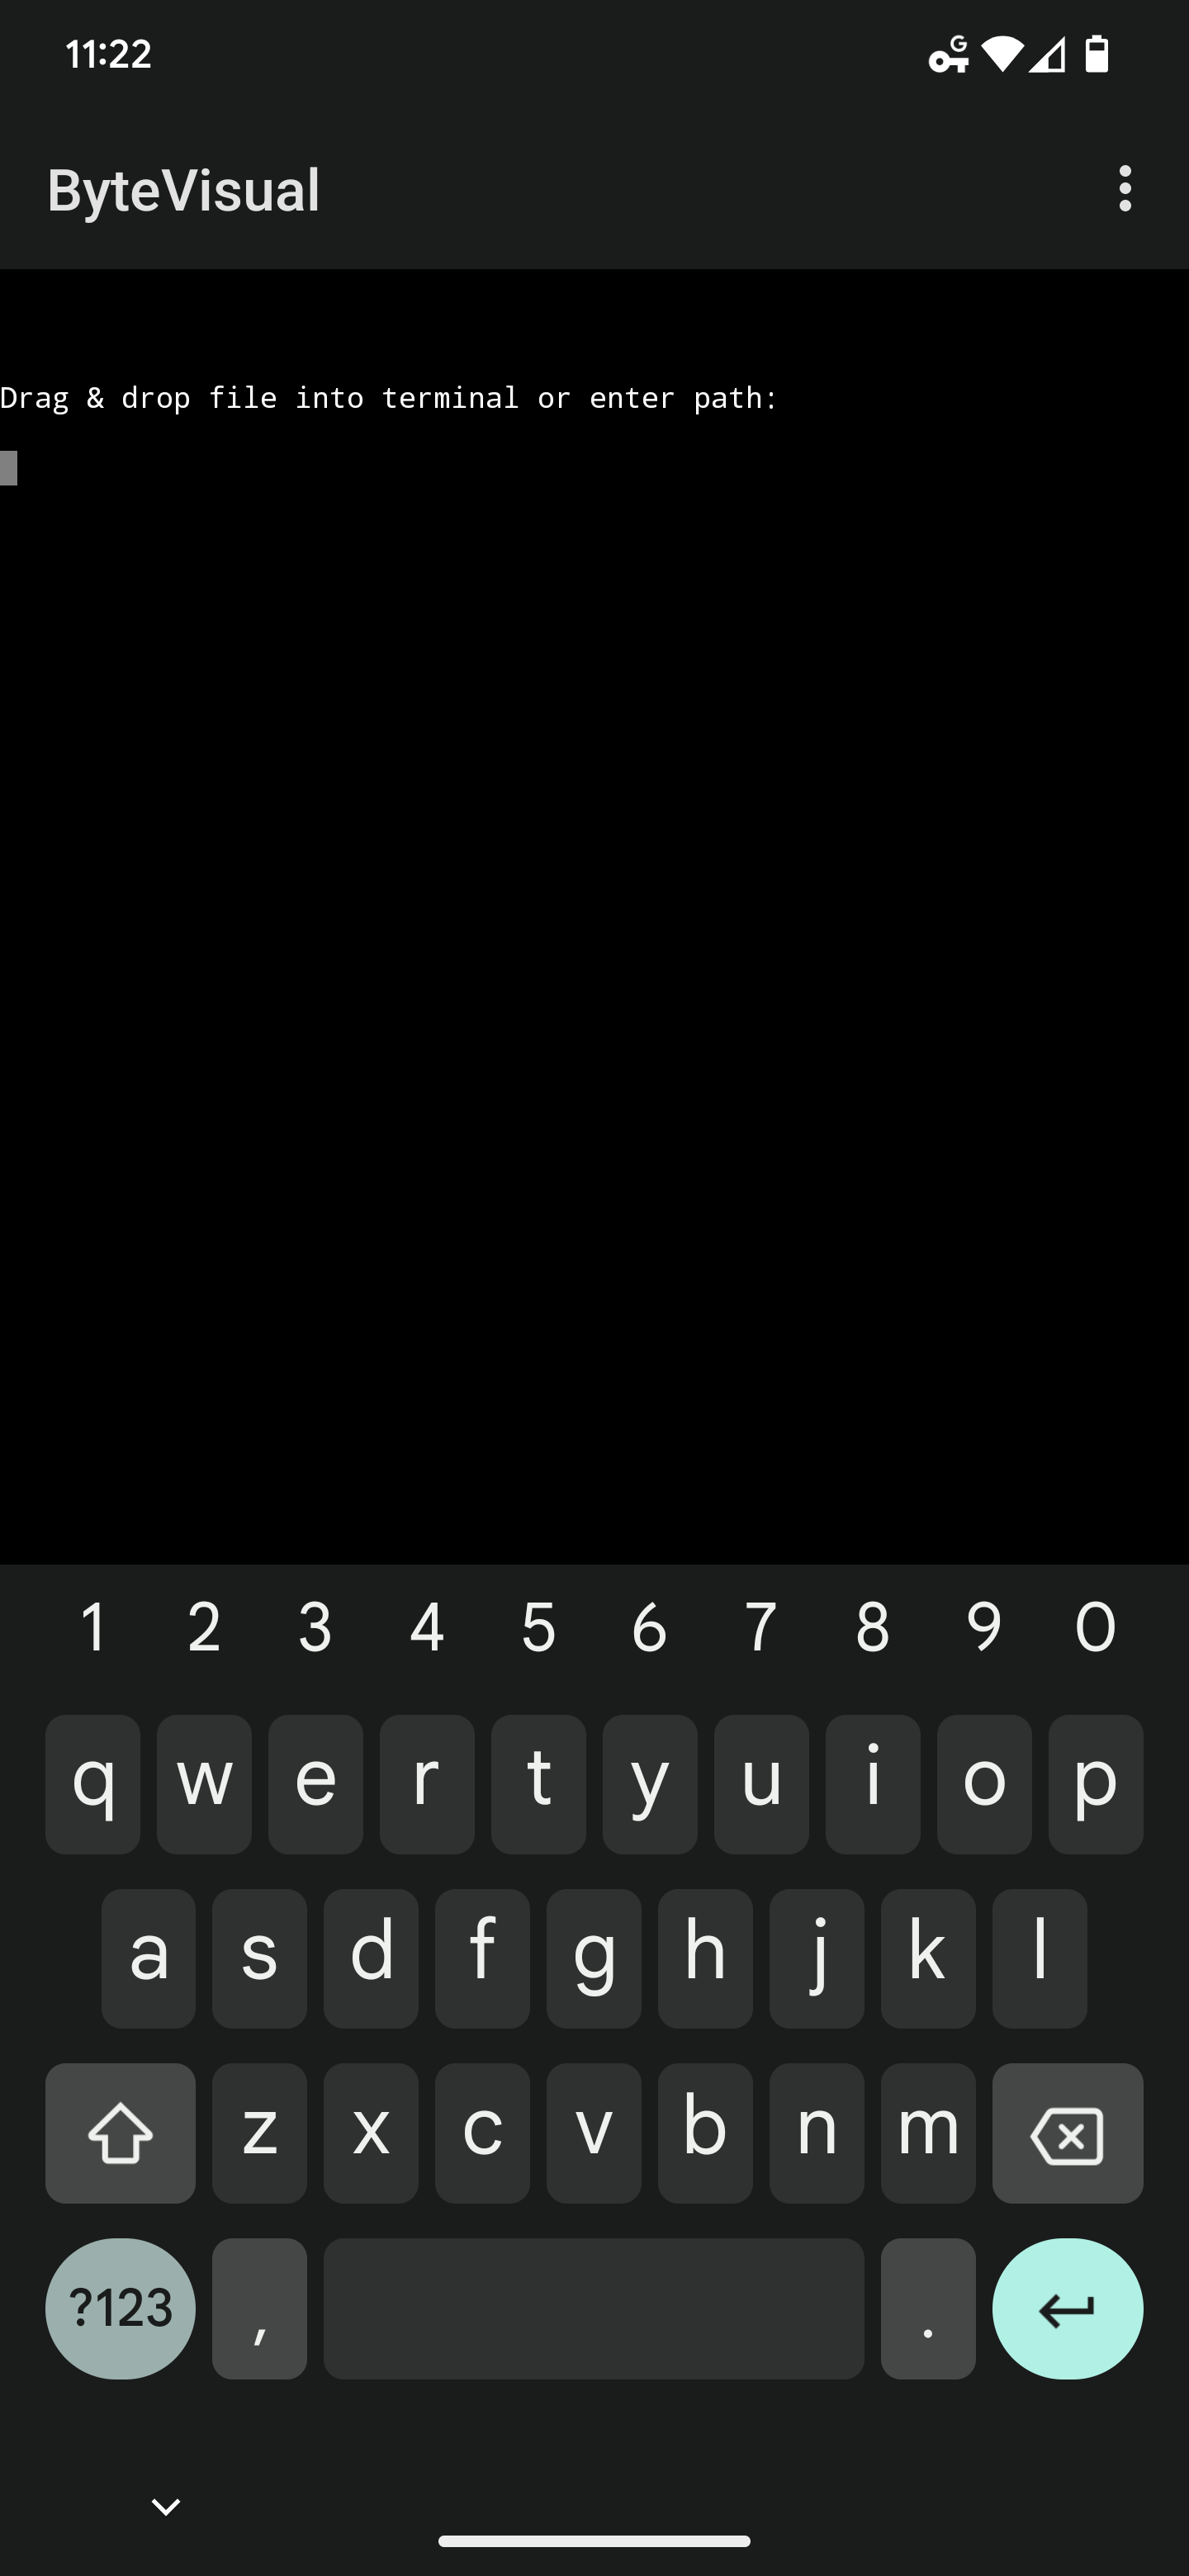 11:22
ByteVisual
Drag & drop file into terminal or enter path:
1 2 3 4 5 6 7 8 9 0
q w e r t y u i o p
a s d f g h j k l
z x c v b n m
?123 , .